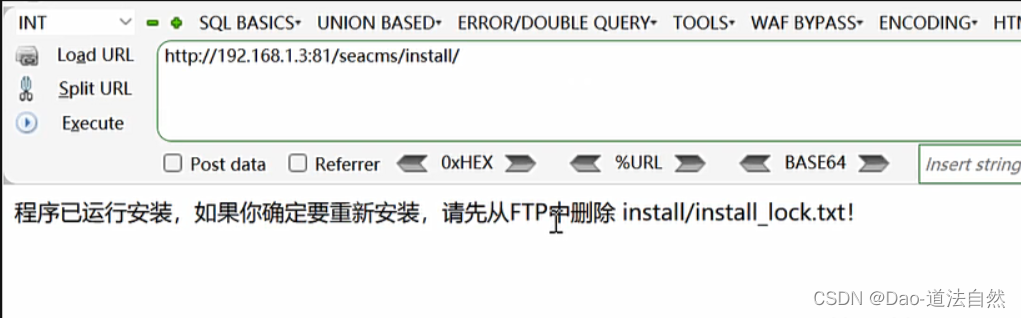 INT SQL BASICS UNION BASED ERROR/DOUBLE QUERY TOOLS WAF BYPASS ENCODING HTM
Load URL http://192.168.1.3:81/seacms/install/
Split URL
Execute
Post data Referrer 0xHEX %URL BASE64 Insert string
程序已运行安装，如果你确定要重新安装，请先从FTP中删除 install/install_lock.txt！
CSDN @Dao-道法自然